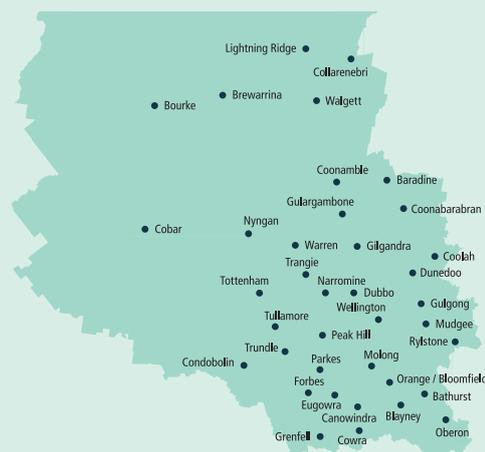 Lightning Ridge
Collarenebri
Brewarrina
Walgett
Bourke
Coonamble
Baradine
Gulargambone
Coonabarabran
Nyngan
Cobar
Warren
Gilgandra
Coolah
Trangie
Dunedoo
Tottenham
Narromine
Dubbo
Wellington
Gulgong
Tullamore
Mudgee
Peak Hill
Rylstone
Trundle
Molong
Condobolin
Parkes
Orange / Bloomfield
Forbes
Bathurst
Eugowra
Canowindra
Blayney
Oberon
Grenfell
Cowra